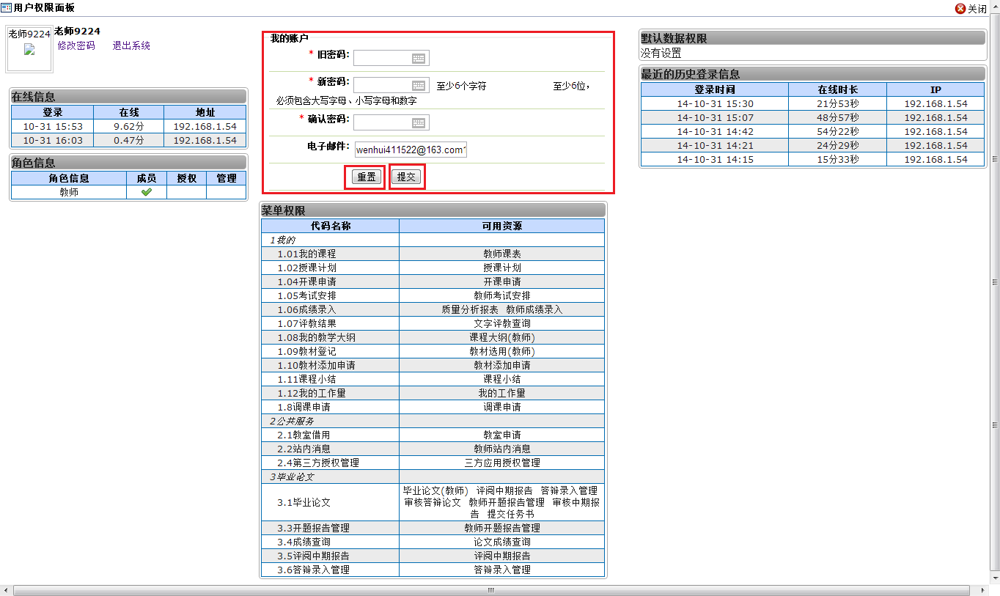 用户权限面板
关闭
老师9224
老师9224
修改密码 退出系统
在线信息
登录 在线 地址
10-31 15:53 9.62分 192.168.1.54
10-31 16:03 0.47分 192.168.1.54
角色信息
角色信息 成员 授权 管理
教师
我的账户
* 旧密码:
* 新密码: 至少6个字符 至少6位，
必须包含大写字母、小写字母和数字
* 确认密码:
电子邮件: wenhui411522@163.com
重置 提交
菜单权限
代码名称 可用资源
1我的
1.01我的课程 教师课表
1.02授课计划 授课计划
1.04开课申请 开课申请
1.05考试安排 教师考试安排
1.06成绩录入 质量分析报表 教师成绩录入
1.07评教结果 文字评教查询
1.08我的教学大纲 课程大纲(教师)
1.09教材登记 教材选用(教师)
1.10教材添加申请 教材添加申请
1.11课程小结 课程小结
1.12我的工作量 我的工作量
1.8调课申请 调课申请
2公共服务
2.1教室借用 教室申请
2.2站内消息 教师站内消息
2.4第三方授权管理 三方应用授权管理
3毕业论文
3.1毕业论文 毕业论文(教师) 评阅中期报告 答辩录入管理
审核答辩论文 教师开题报告管理 审核中期报
告 提交任务书
3.3开题报告管理 教师开题报告管理
3.4成绩查询 论文成绩查询
3.5评阅中期报告 评阅中期报告
3.6答辩录入管理 答辩录入管理
默认数据权限
没有设置
最近的历史登录信息
登录时间 在线时长 IP
14-10-31 15:30 21分53秒 192.168.1.54
14-10-31 15:07 48分57秒 192.168.1.54
14-10-31 14:42 54分22秒 192.168.1.54
14-10-31 14:21 24分29秒 192.168.1.54
14-10-31 14:15 15分33秒 192.168.1.54